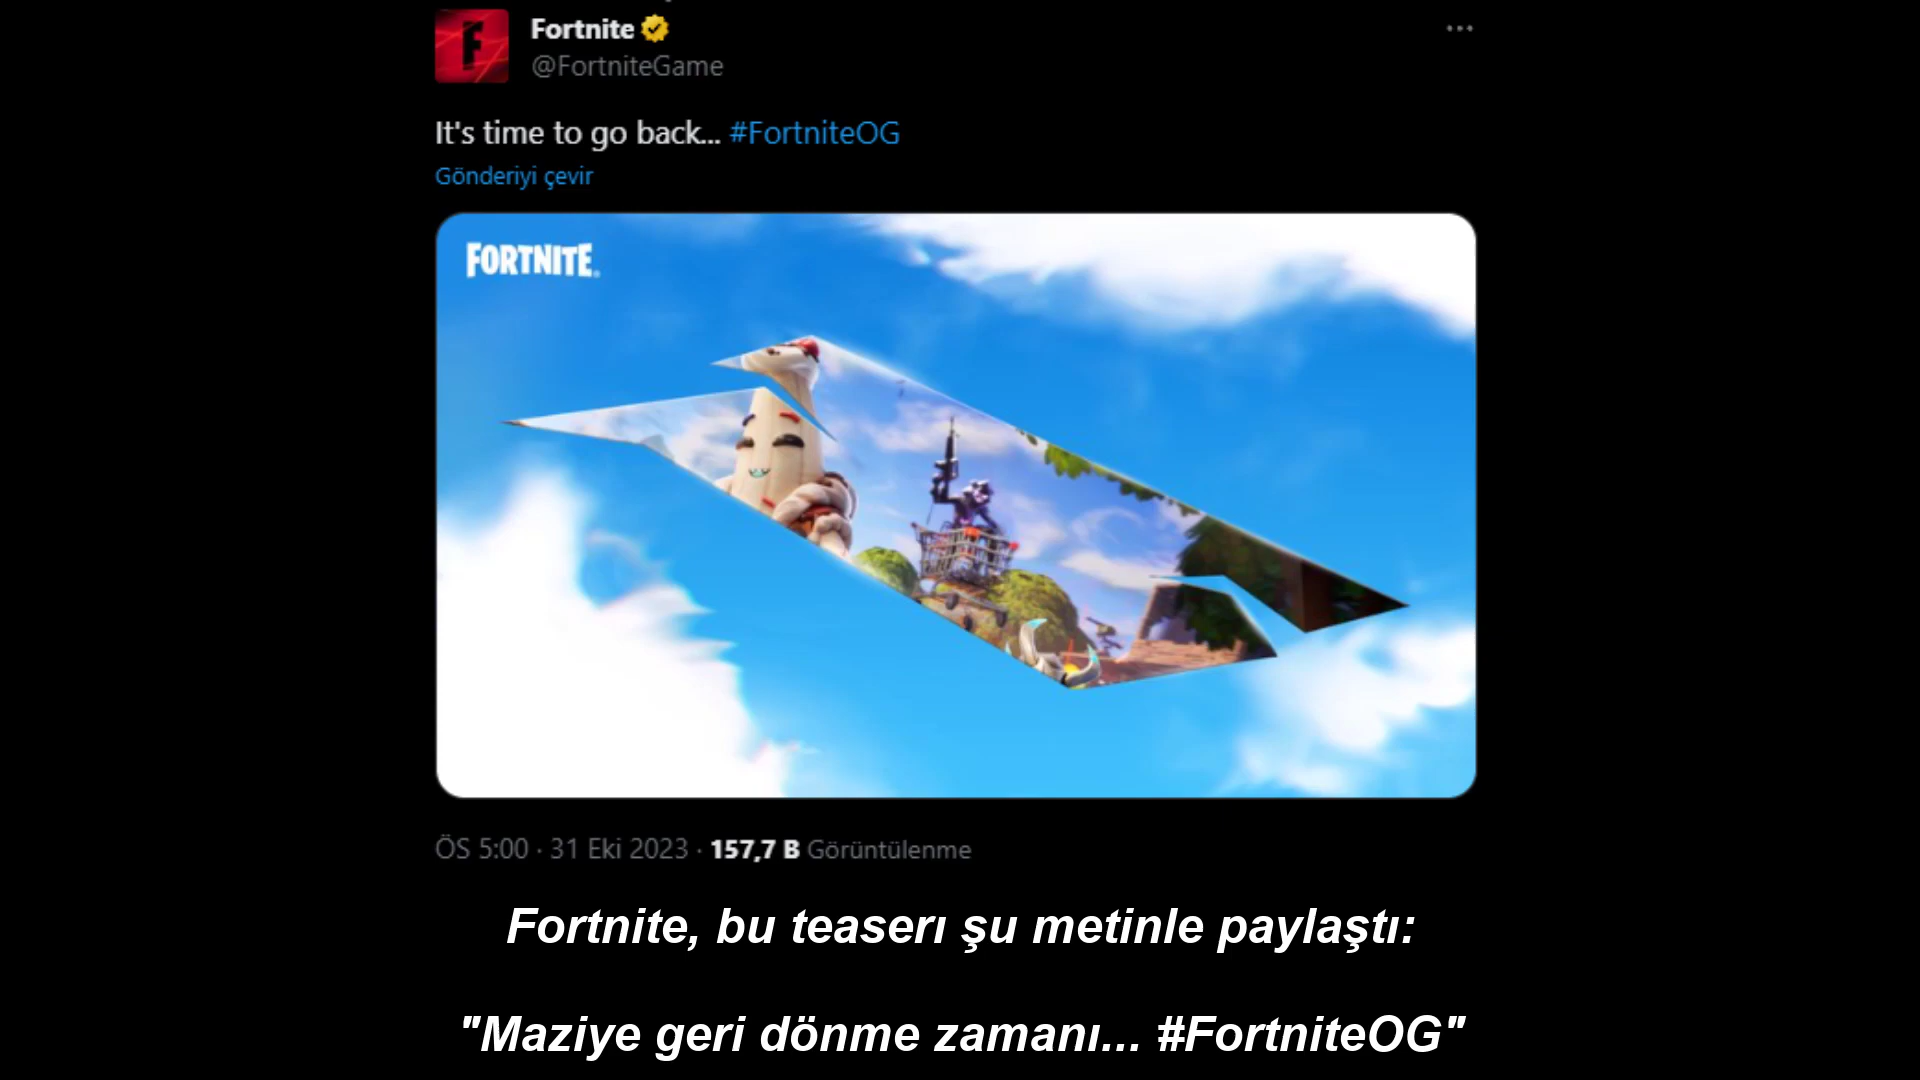 Fortnite
@FortniteGame
It's time to go back... #FortniteOG
Gönderiyi çevir
FORTNITE
ÖS 5:00 · 31 Eki 2023 · 157,7 B Görüntülenme
Fortnite, bu teaserı şu metinle paylaştı:
"Maziye geri dönme zamanı... #FortniteOG"